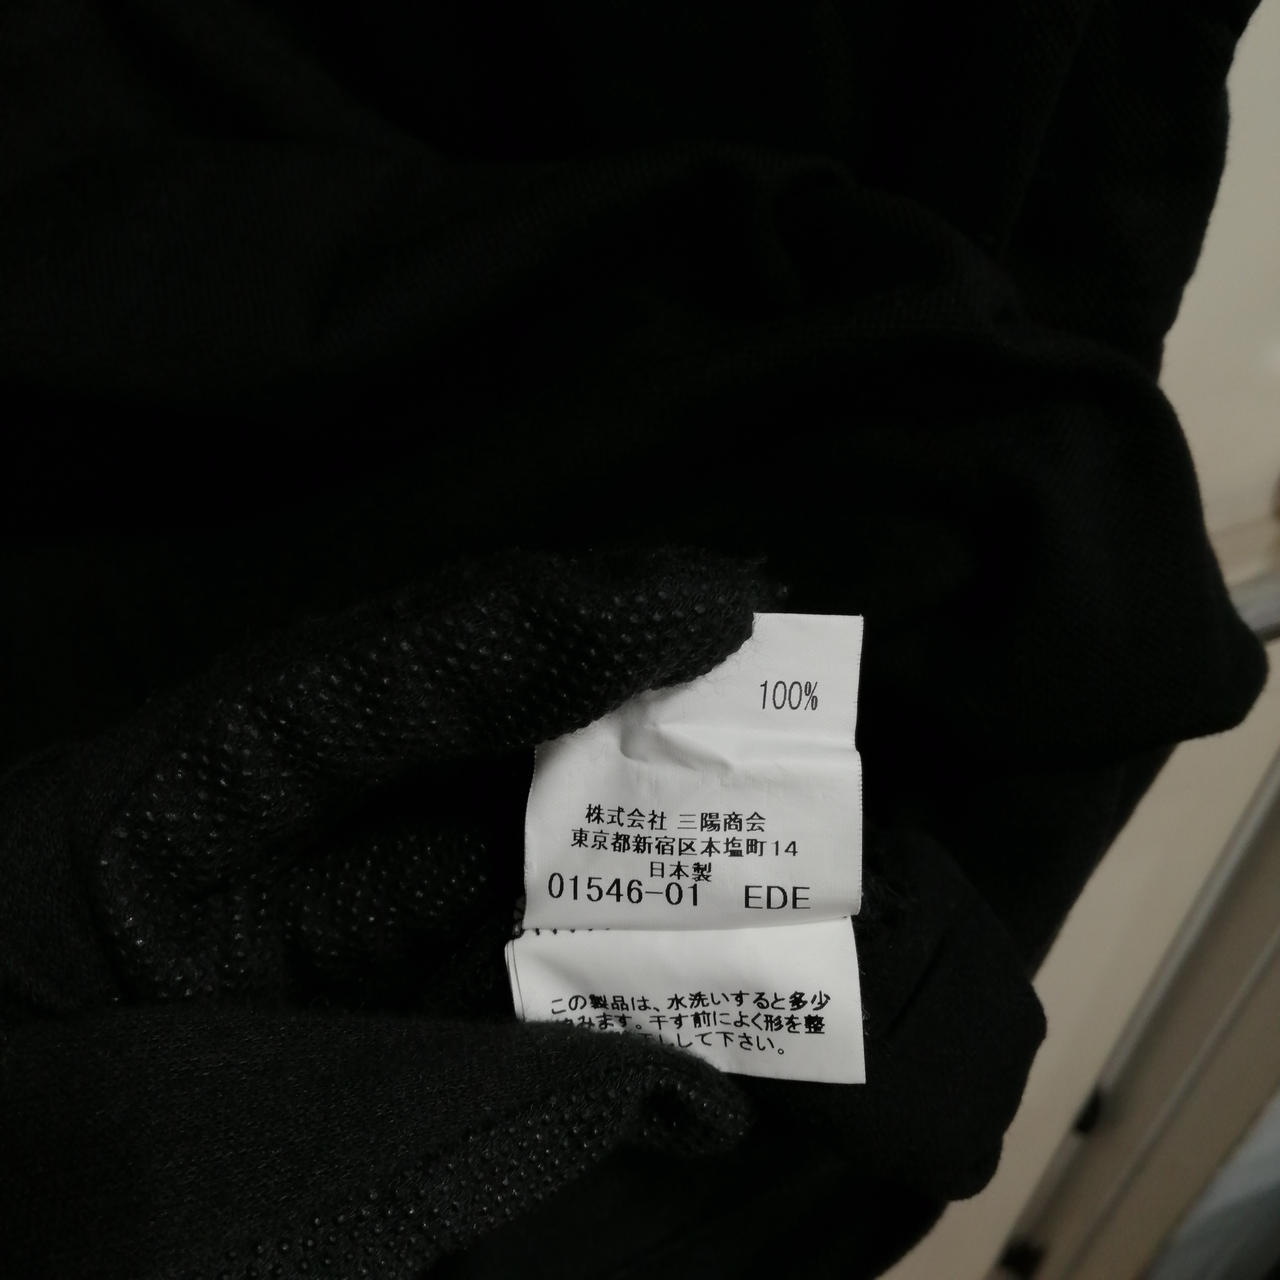 100%
株式会社 三陽商会
東京都新宿区本塩町14
日本製
01546-01 EDE
この製品は、水洗いすると多少
みます。干す前によく形を整
して下さい。